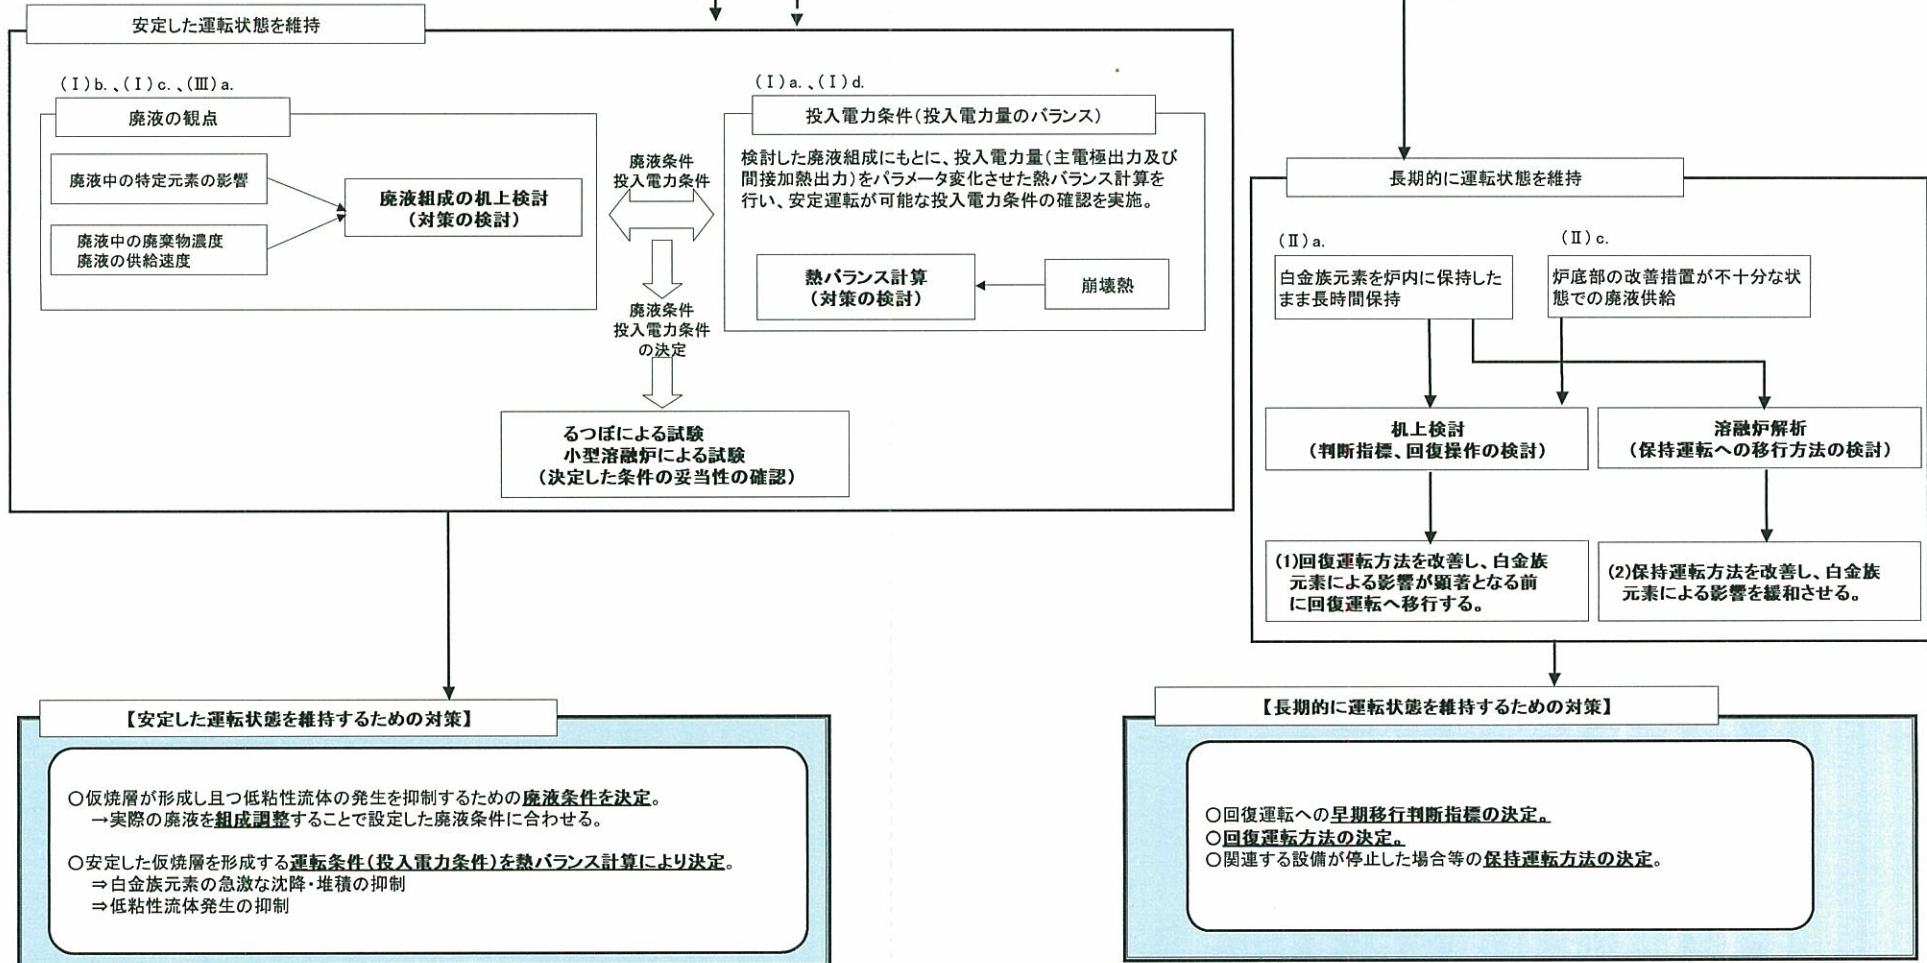 安定した運転状態を維持
(Ⅰ)b.、(Ⅰ)c.、(Ⅲ)a.
廃液の観点
廃液中の特定元素の影響
廃液中の廃棄物濃度
廃液の供給速度
廃液組成の机上検討
(対策の検討)
廃液条件
投入電力条件
廃液条件
投入電力条件
の決定
(Ⅰ)a.、(Ⅰ)d.
投入電力条件(投入電力量のバランス)
検討した廃液組成にもとに、投入電力量(主電極出力及び
間接加熱出力)をパラメータ変化させた熱バランス計算を
行い、安定運転が可能な投入電力条件の確認を実施。
熱バランス計算
(対策の検討)
崩壊熱
るつぼによる試験
小型溶融炉による試験
(決定した条件の妥当性の確認)
長期的に運転状態を維持
(Ⅱ)a.
白金族元素を炉内に保持した
まま長時間保持
(Ⅱ)c.
炉底部の改善措置が不十分な状
態での廃液供給
机上検討
(判断指標、回復操作の検討)
溶融炉解析
(保持運転への移行方法の検討)
(1)回復運転方法を改善し、白金族
元素による影響が顕著となる前
に回復運転へ移行する。
(2)保持運転方法を改善し、白金族
元素による影響を緩和させる。
【安定した運転状態を維持するための対策】
○仮焼層が形成し且つ低粘性流体の発生を抑制するための廃液条件を決定。
→実際の廃液を組成調整することで設定した廃液条件に合わせる。
○安定した仮焼層を形成する運転条件(投入電力条件)を熱バランス計算により決定。
⇒白金族元素の急激な沈降・堆積の抑制
⇒低粘性流体発生の抑制
【長期的に運転状態を維持するための対策】
○回復運転への早期移行判断指標の決定。
○回復運転方法の決定。
○関連する設備が停止した場合等の保持運転方法の決定。